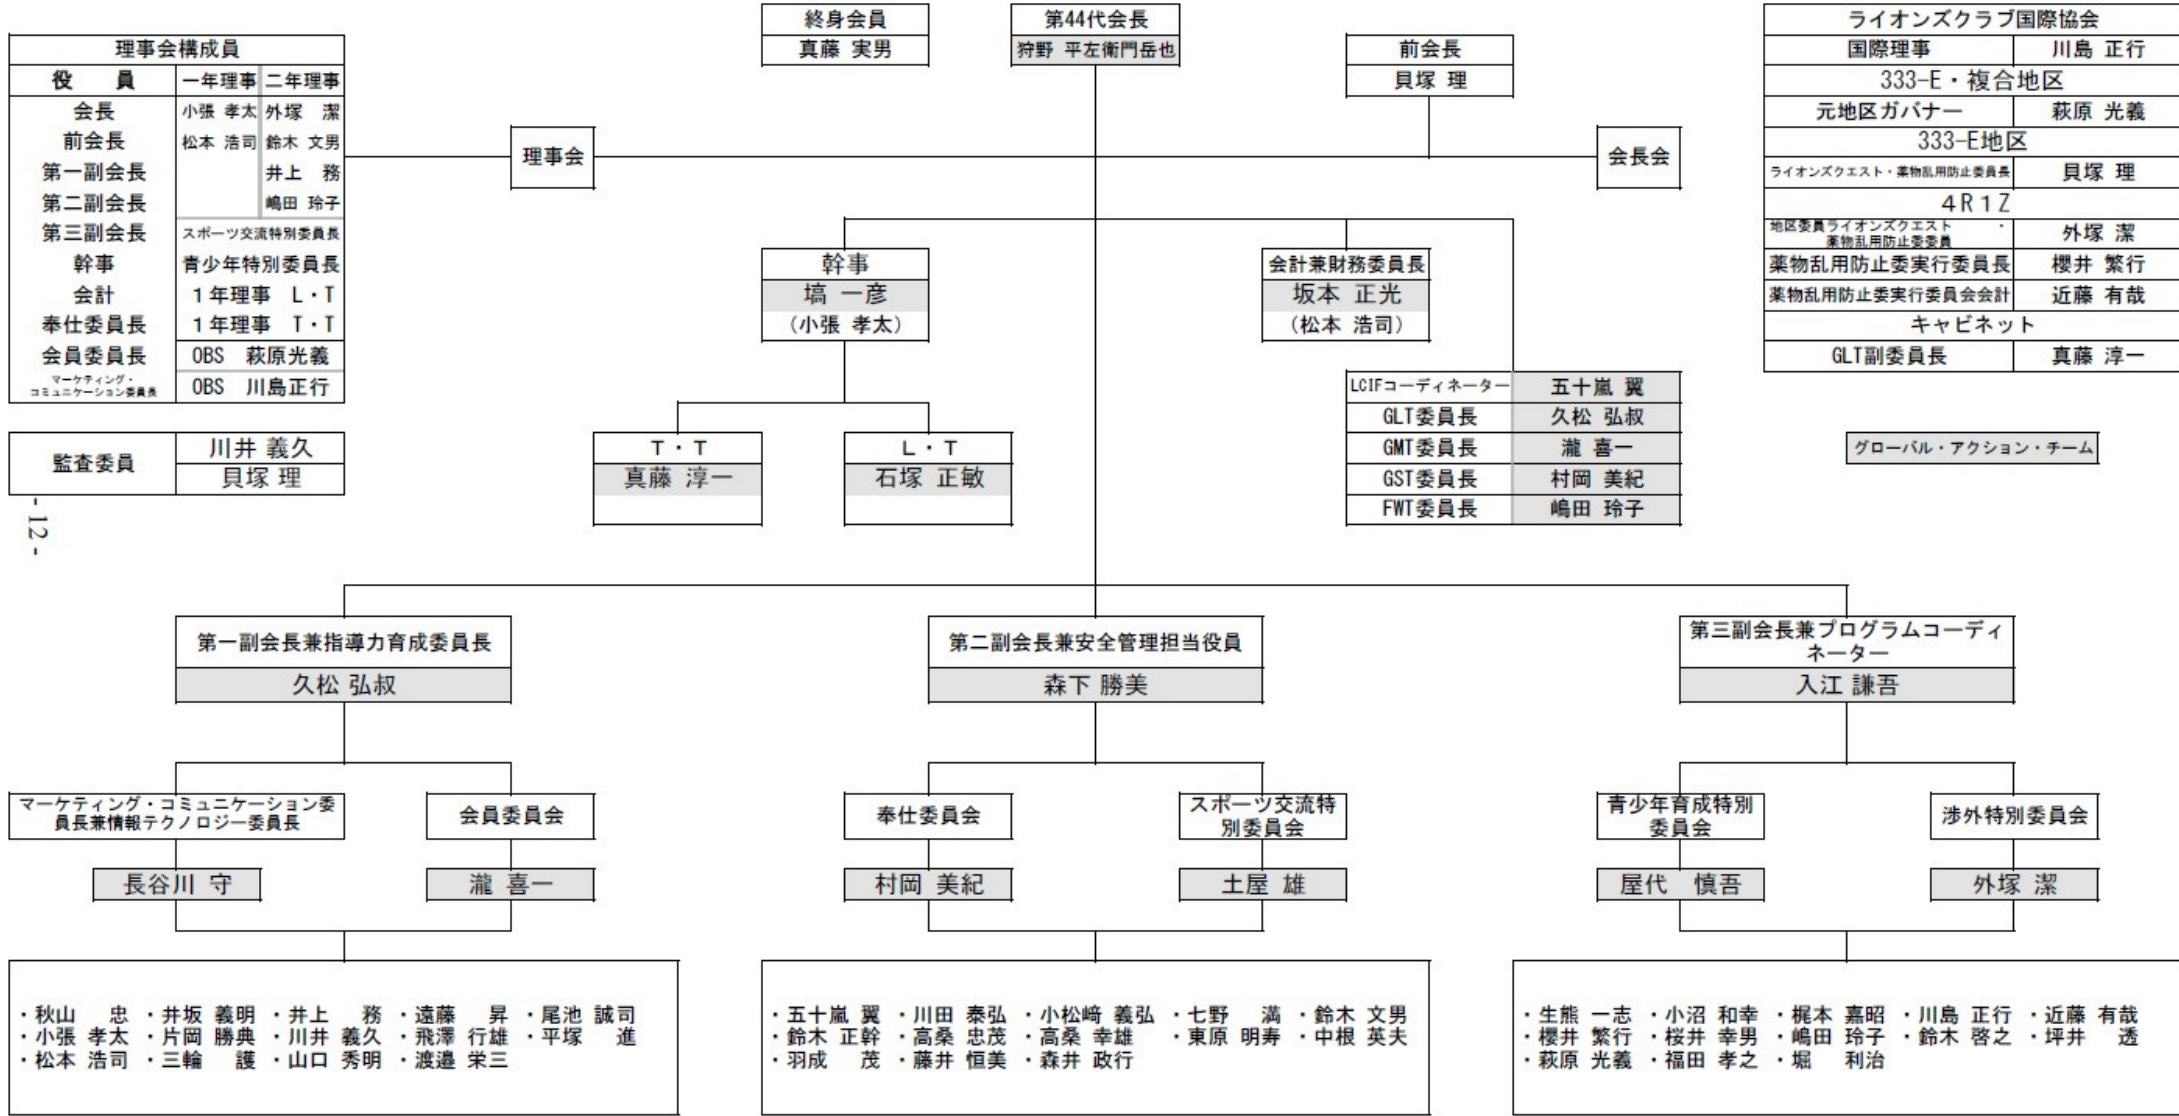 終身会員
真藤 実男
第44代会長
狩野 平左衛門岳也
前会長
貝塚 理
理事会構成員
役　員 一年理事 二年理事
会長 小張 孝太 外塚　潔
前会長 松本 浩司 鈴木 文男
第一副会長 井上　務
第二副会長 嶋田 玲子
第三副会長 スポーツ交流特別委員長
幹事 青少年特別委員長
会計 １年理事　L・T
奉仕委員長 １年理事　T・T
会員委員長 OBS　萩原光義
マーケティング・
コミュニケーション委員長 OBS　川島正行
監査委員
川井 義久
貝塚 理
- 12 -
理事会
会長会
ライオンズクラブ国際協会
国際理事 川島 正行
333-E・複合地区
元地区ガバナー 萩原 光義
333-E地区
ライオンズクエスト・薬物乱用防止委員長 貝塚 理
４Ｒ１Ｚ
地区委員ライオンズクエスト　・
薬物乱用防止委委員 外塚 潔
薬物乱用防止委実行委員長 櫻井 繁行
薬物乱用防止委実行委員会会計 近藤 有哉
キャビネット
GLT副委員長 真藤 淳一
幹事
塙 一彦
（小張 孝太）
会計兼財務委員長
坂本 正光
（松本 浩司）
Ｔ・Ｔ
真藤 淳一
Ｌ・Ｔ
石塚 正敏
LCIFコーディネーター 五十嵐 翼
GLT委員長 久松 弘叔
GMT委員長 瀧 喜一
GST委員長 村岡 美紀
FWT委員長 嶋田 玲子
グローバル・アクション・チーム
第一副会長兼指導力育成委員長
久松 弘叔
第二副会長兼安全管理担当役員
森下 勝美
第三副会長兼プログラムコーディ
ネーター
入江 謙吾
マーケティング・コミュニケーション委
員長兼情報テクノロジー委員長
長谷川 守
会員委員会
瀧 喜一
奉仕委員会
村岡 美紀
スポーツ交流特
別委員会
土屋 雄
青少年育成特別
委員会
屋代　慎吾
渉外特別委員会
外塚 潔
・秋山　忠 ・井坂 義明 ・井上　務 ・遠藤　昇 ・尾池 誠司
・小張 孝太 ・片岡 勝典 ・川井 義久 ・飛澤 行雄 ・平塚　進
・松本 浩司 ・三輪　護 ・山口 秀明 ・渡邉 栄三
・五十嵐 翼 ・川田 泰弘 ・小松﨑 義弘 ・七野　満 ・鈴木 文男
・鈴木 正幹 ・高桑 忠茂 ・高桑 幸雄 ・東原 明寿 ・中根 英夫
・羽成　茂 ・藤井 恒美 ・森井 政行
・生熊 一志 ・小沼 和幸 ・梶本 嘉昭 ・川島 正行 ・近藤 有哉
・櫻井 繁行 ・桜井 幸男 ・嶋田 玲子 ・鈴木 啓之 ・坪井　透
・萩原 光義 ・福田 孝之 ・堀　利治